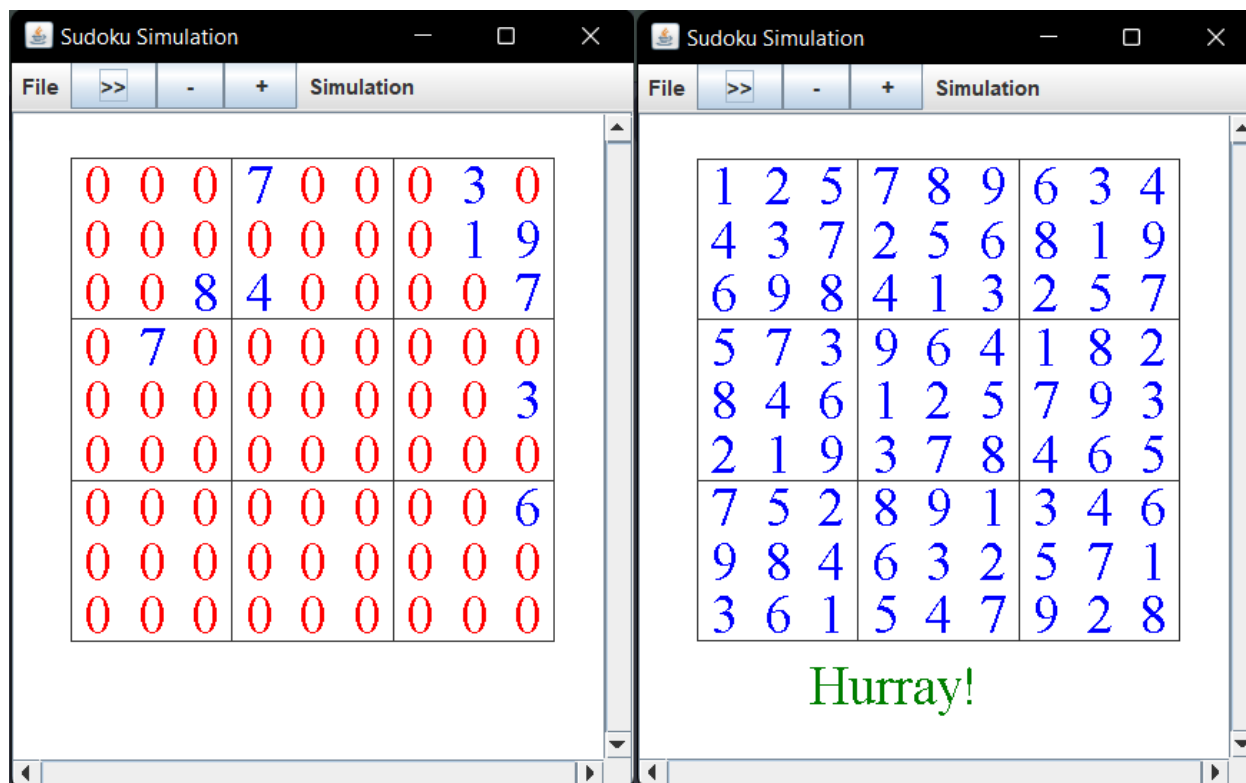 Sudoku Simulation
File >> - + Simulation
0 0 0 7 0 0 0 3 0
0 0 0 0 0 0 0 1 9
0 0 8 4 0 0 0 0 7
0 7 0 0 0 0 0 0 0
0 0 0 0 0 0 0 0 3
0 0 0 0 0 0 0 0 0
0 0 0 0 0 0 0 0 6
0 0 0 0 0 0 0 0 0
0 0 0 0 0 0 0 0 0
Sudoku Simulation
File >> - + Simulation
1 2 5 7 8 9 6 3 4
4 3 7 2 5 6 8 1 9
6 9 8 4 1 3 2 5 7
5 7 3 9 6 4 1 8 2
8 4 6 1 2 5 7 9 3
2 1 9 3 7 8 4 6 5
7 5 2 8 9 1 3 4 6
9 8 4 6 3 2 5 7 1
3 6 1 5 4 7 9 2 8
Hurray!